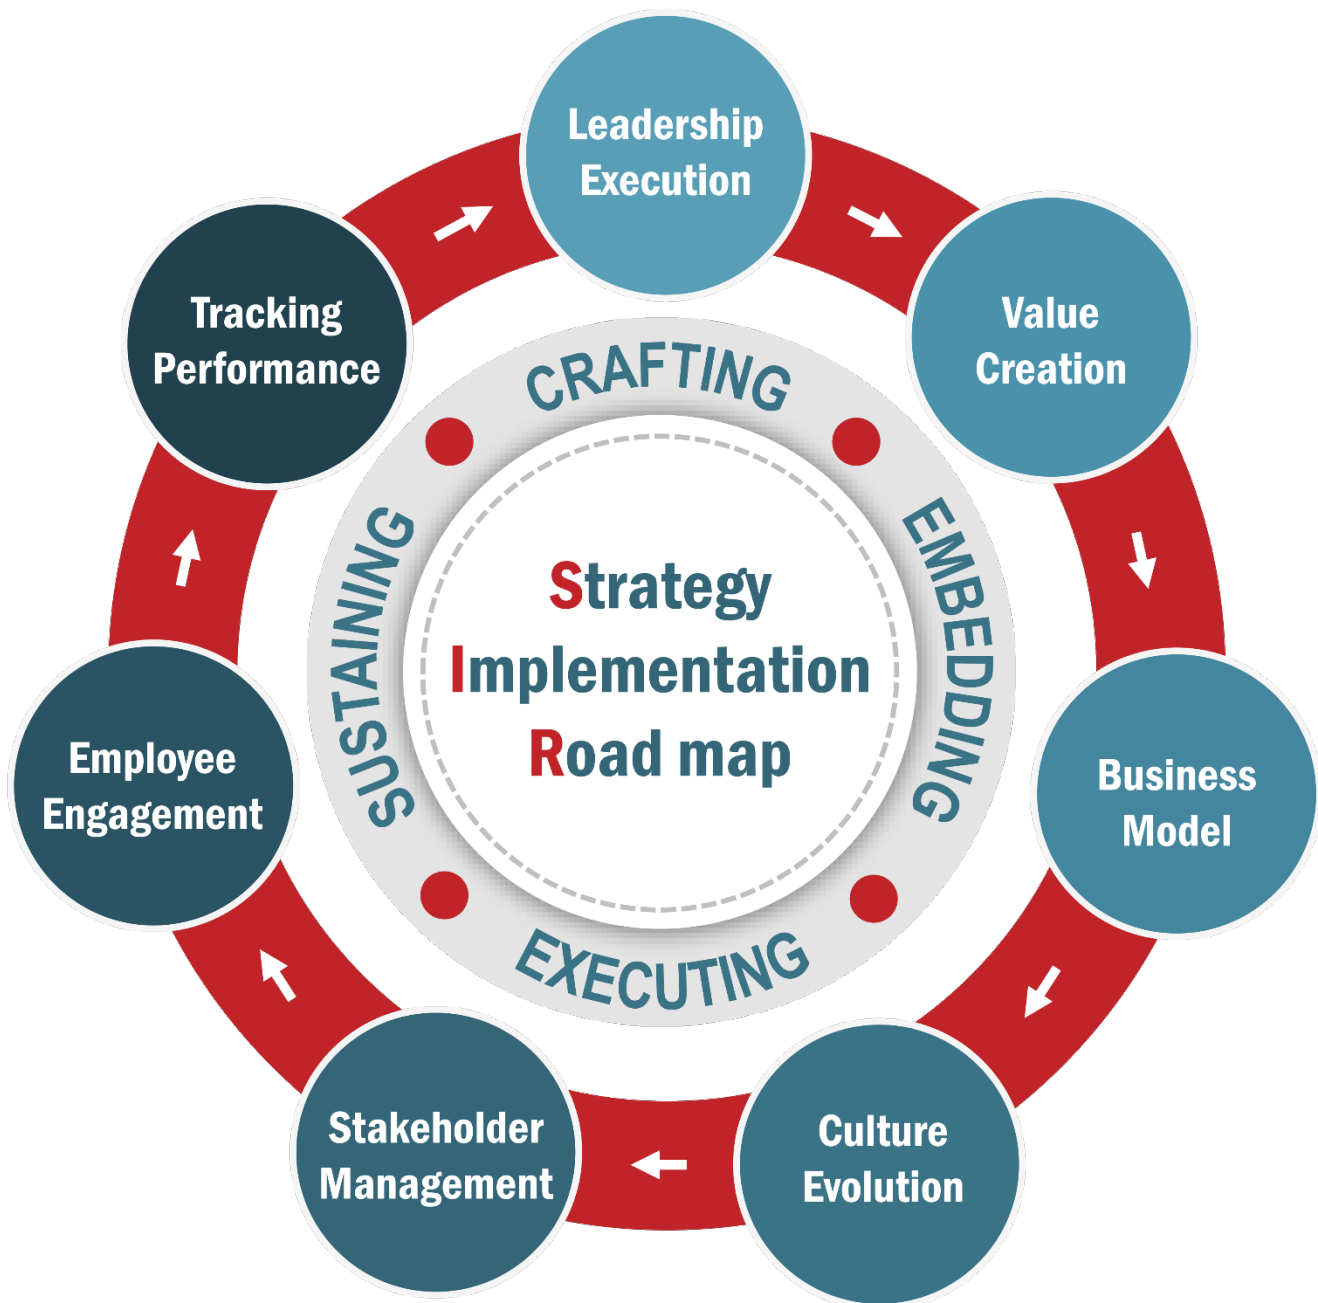 Leadership
Execution
Value
Creation
Business
Model
Culture
Evolution
Stakeholder
Management
Employee
Engagement
Tracking
Performance
CRAFTING
EMBEDDING
EXECUTING
SUSTAINING
Strategy
Implementation
Road map